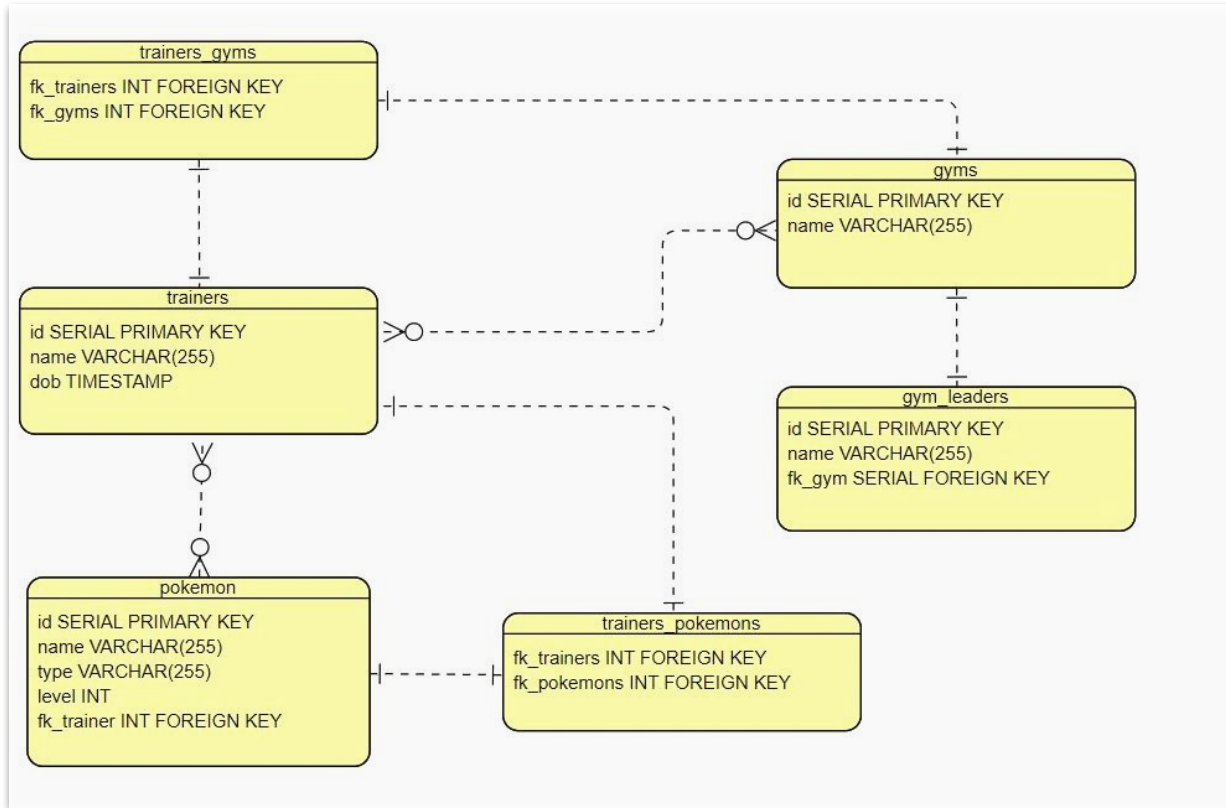 trainers_gyms
fk_trainers INT FOREIGN KEY
fk_gyms INT FOREIGN KEY
gyms
id SERIAL PRIMARY KEY
name VARCHAR(255)
trainers
id SERIAL PRIMARY KEY
name VARCHAR(255)
dob TIMESTAMP
gym_leaders
id SERIAL PRIMARY KEY
name VARCHAR(255)
fk_gym SERIAL FOREIGN KEY
pokemon
id SERIAL PRIMARY KEY
name VARCHAR(255)
type VARCHAR(255)
level INT
fk_trainer INT FOREIGN KEY
trainers_pokemons
fk_trainers INT FOREIGN KEY
fk_pokemons INT FOREIGN KEY